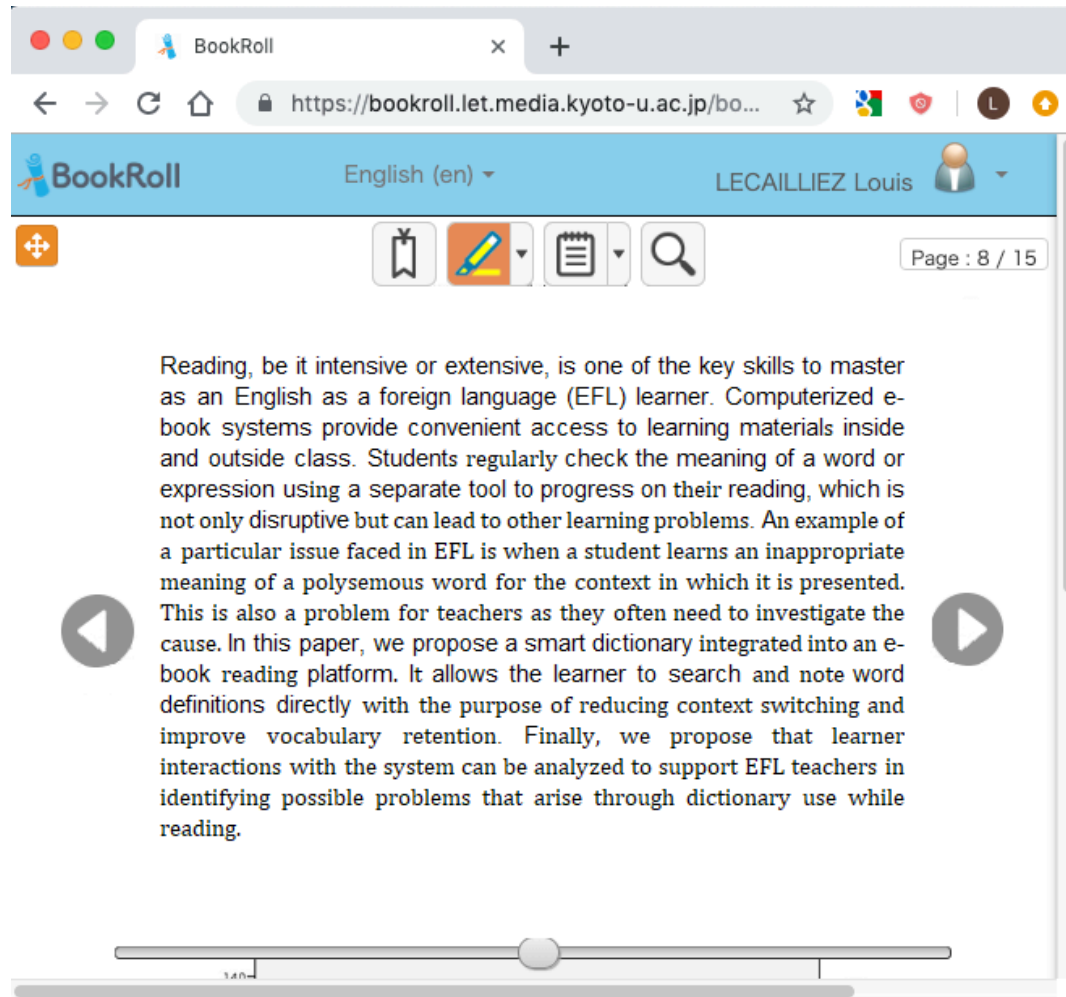 BookRoll
https://bookroll.let.media.kyoto-u.ac.jp/bo...
L
BookRoll
English (en)
LECAILLIEZ Louis
Page : 8 / 15
Reading, be it intensive or extensive, is one of the key skills to master
as an English as a foreign language (EFL) learner. Computerized e-
book systems provide convenient access to learning materials inside
and outside class. Students regularly check the meaning of a word or
expression using a separate tool to progress on their reading, which is
not only disruptive but can lead to other learning problems. An example of
a particular issue faced in EFL is when a student learns an inappropriate
meaning of a polysemous word for the context in which it is presented.
This is also a problem for teachers as they often need to investigate the
cause. In this paper, we propose a smart dictionary integrated into an e-
book reading platform. It allows the learner to search and note word
definitions directly with the purpose of reducing context switching and
improve vocabulary retention. Finally, we propose that learner
interactions with the system can be analyzed to support EFL teachers in
identifying possible problems that arise through dictionary use while
reading.